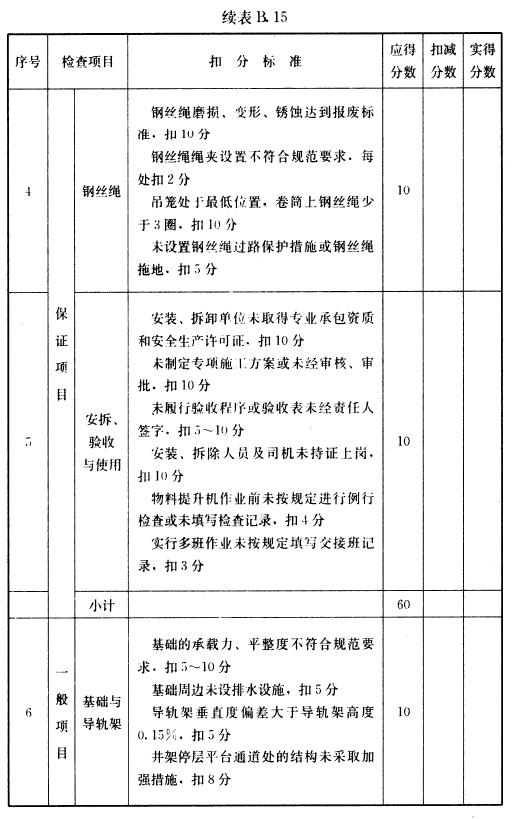 续表 B.15
序号 检查项目 扣分标准 应得分数 扣减分数 实得分数
保证项目
4 钢丝绳 10
钢丝绳磨损、变形、锈蚀达到报废标
准，扣10分
钢丝绳绳夹设置不符合规范要求，每
处扣2分
吊笼处于最低位置，卷筒上钢丝绳少
于3圈，扣10分
未设置钢丝绳过路保护措施或钢丝绳
拖地，扣5分
5 安拆、验收与使用 10
安装、拆卸单位未取得专业承包资质
和安全生产许可证，扣10分
未制定专项施工方案或未经审核、审
批，扣10分
未履行验收程序或验收表未经责任人
签字，扣5～10分
安装、拆除人员及司机未持证上岗，
扣10分
物料提升机作业前未按规定进行例行
检查或未填写检查记录，扣4分
实行多班作业未按规定填写交接班记
录，扣3分
小计 60
一般项目
6 基础与导轨架 10
基础的承载力、平整度不符合规范要
求，扣5～10分
基础周边未设排水设施，扣5分
导轨架垂直度偏差大于导轨架高度
0.15%，扣5分
井架停层平台通道处的结构未采取加
强措施，扣8分